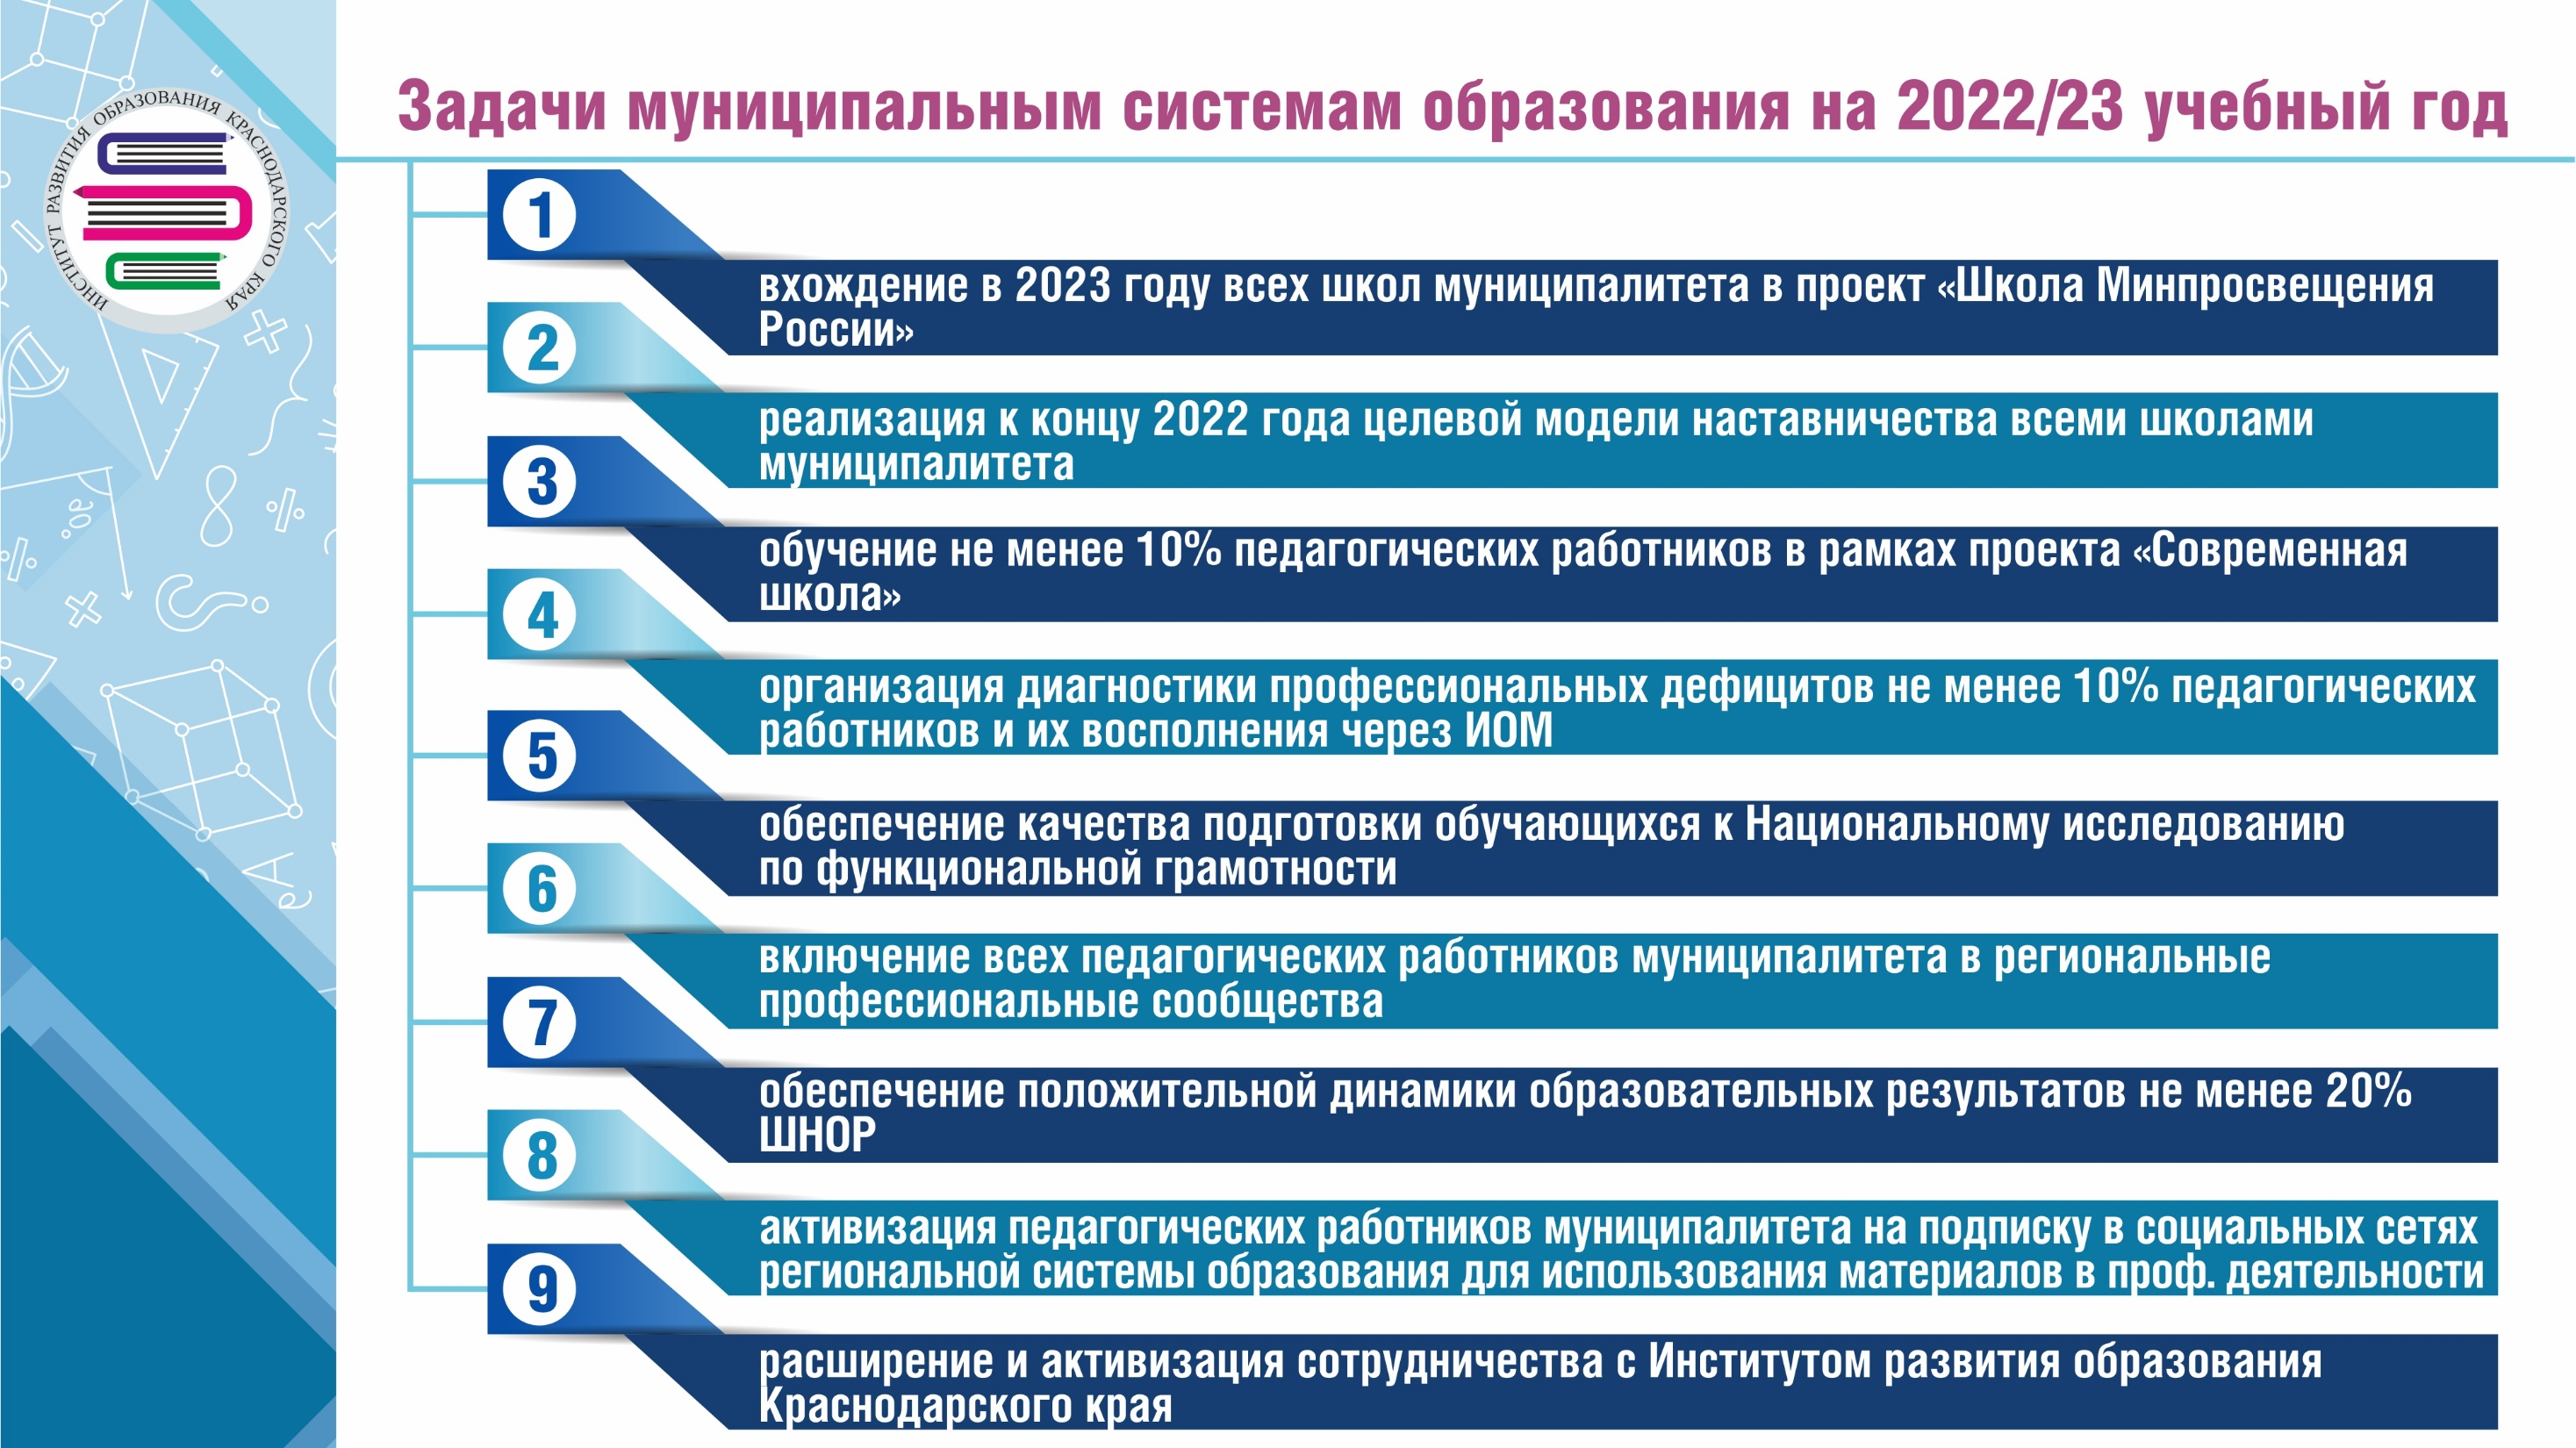 ИНСТИТУТ РАЗВИТИЯ ОБРАЗОВАНИЯ КРАСНОДАРСКОГО КРАЯ
Задачи муниципальным системам образования на 2022/23 учебный год
1
вхождение в 2023 году всех школ муниципалитета в проект «Школа Минпросвещения
России»
2
реализация к концу 2022 года целевой модели наставничества всеми школами
муниципалитета
3
обучение не менее 10% педагогических работников в рамках проекта «Современная
школа»
4
организация диагностики профессиональных дефицитов не менее 10% педагогических
работников и их восполнения через ИОМ
5
обеспечение качества подготовки обучающихся к Национальному исследованию
по функциональной грамотности
6
включение всех педагогических работников муниципалитета в региональные
профессиональные сообщества
7
обеспечение положительной динамики образовательных результатов не менее 20%
ШНОР
8
активизация педагогических работников муниципалитета на подписку в социальных сетях
региональной системы образования для использования материалов в проф. деятельности
9
расширение и активизация сотрудничества с Институтом развития образования
Краснодарского края